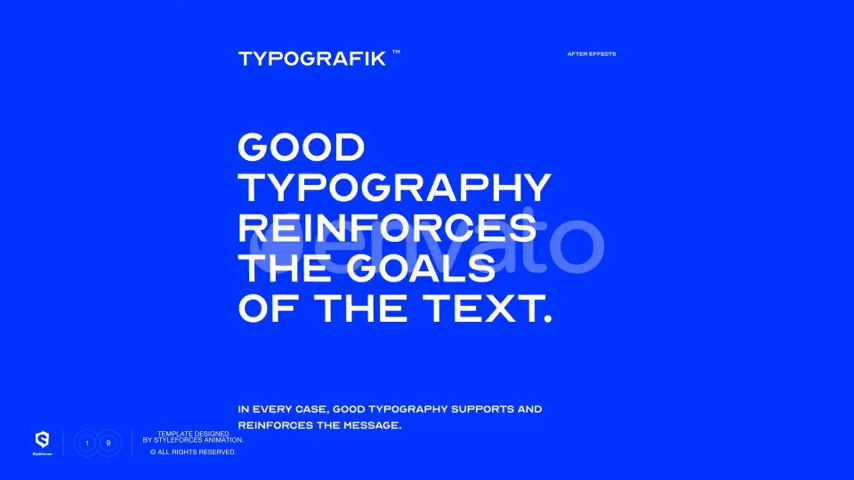 TYPOGRAFIK ™
AFTER EFFECTS
GOOD
TYPOGRAPHY
REINFORCES
THE GOALS
OF THE TEXT.
envato
IN EVERY CASE, GOOD TYPOGRAPHY SUPPORTS AND
REINFORCES THE MESSAGE.
Styleforces
1 9
TEMPLATE DESIGNED
BY STYLEFORCES ANIMATION.
© ALL RIGHTS RESERVED.